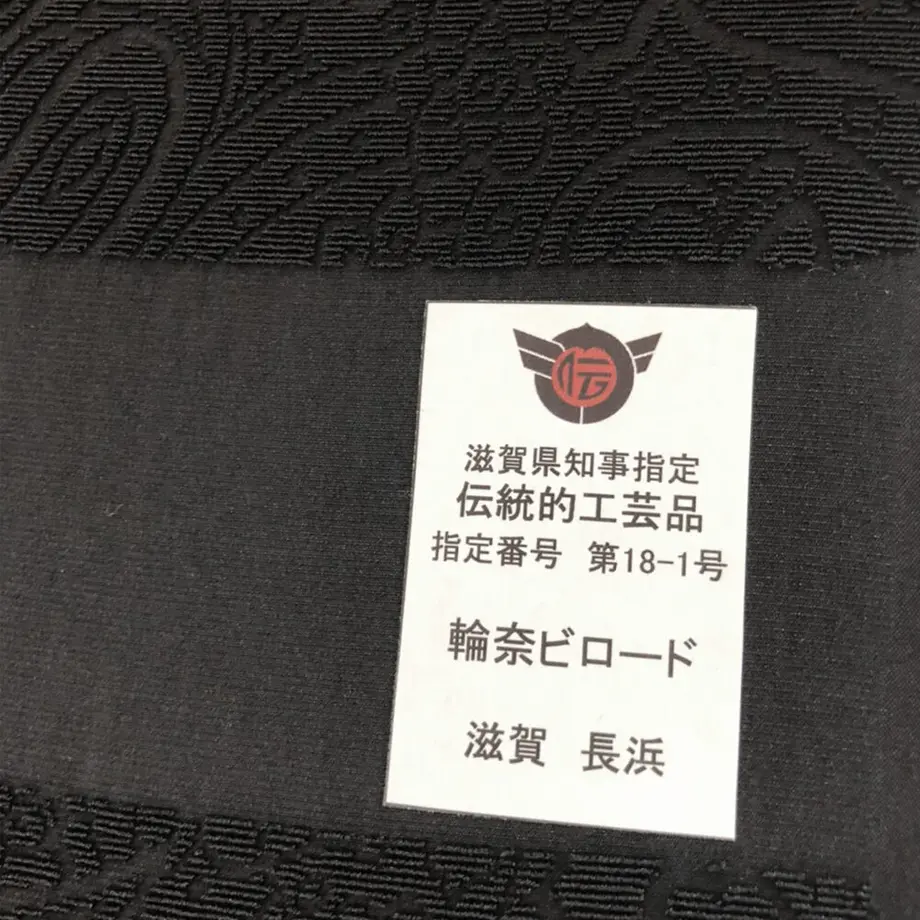 伝
滋賀県知事指定
伝統的工芸品
指定番号 第18-1号
輪奈ビロード
滋賀 長浜